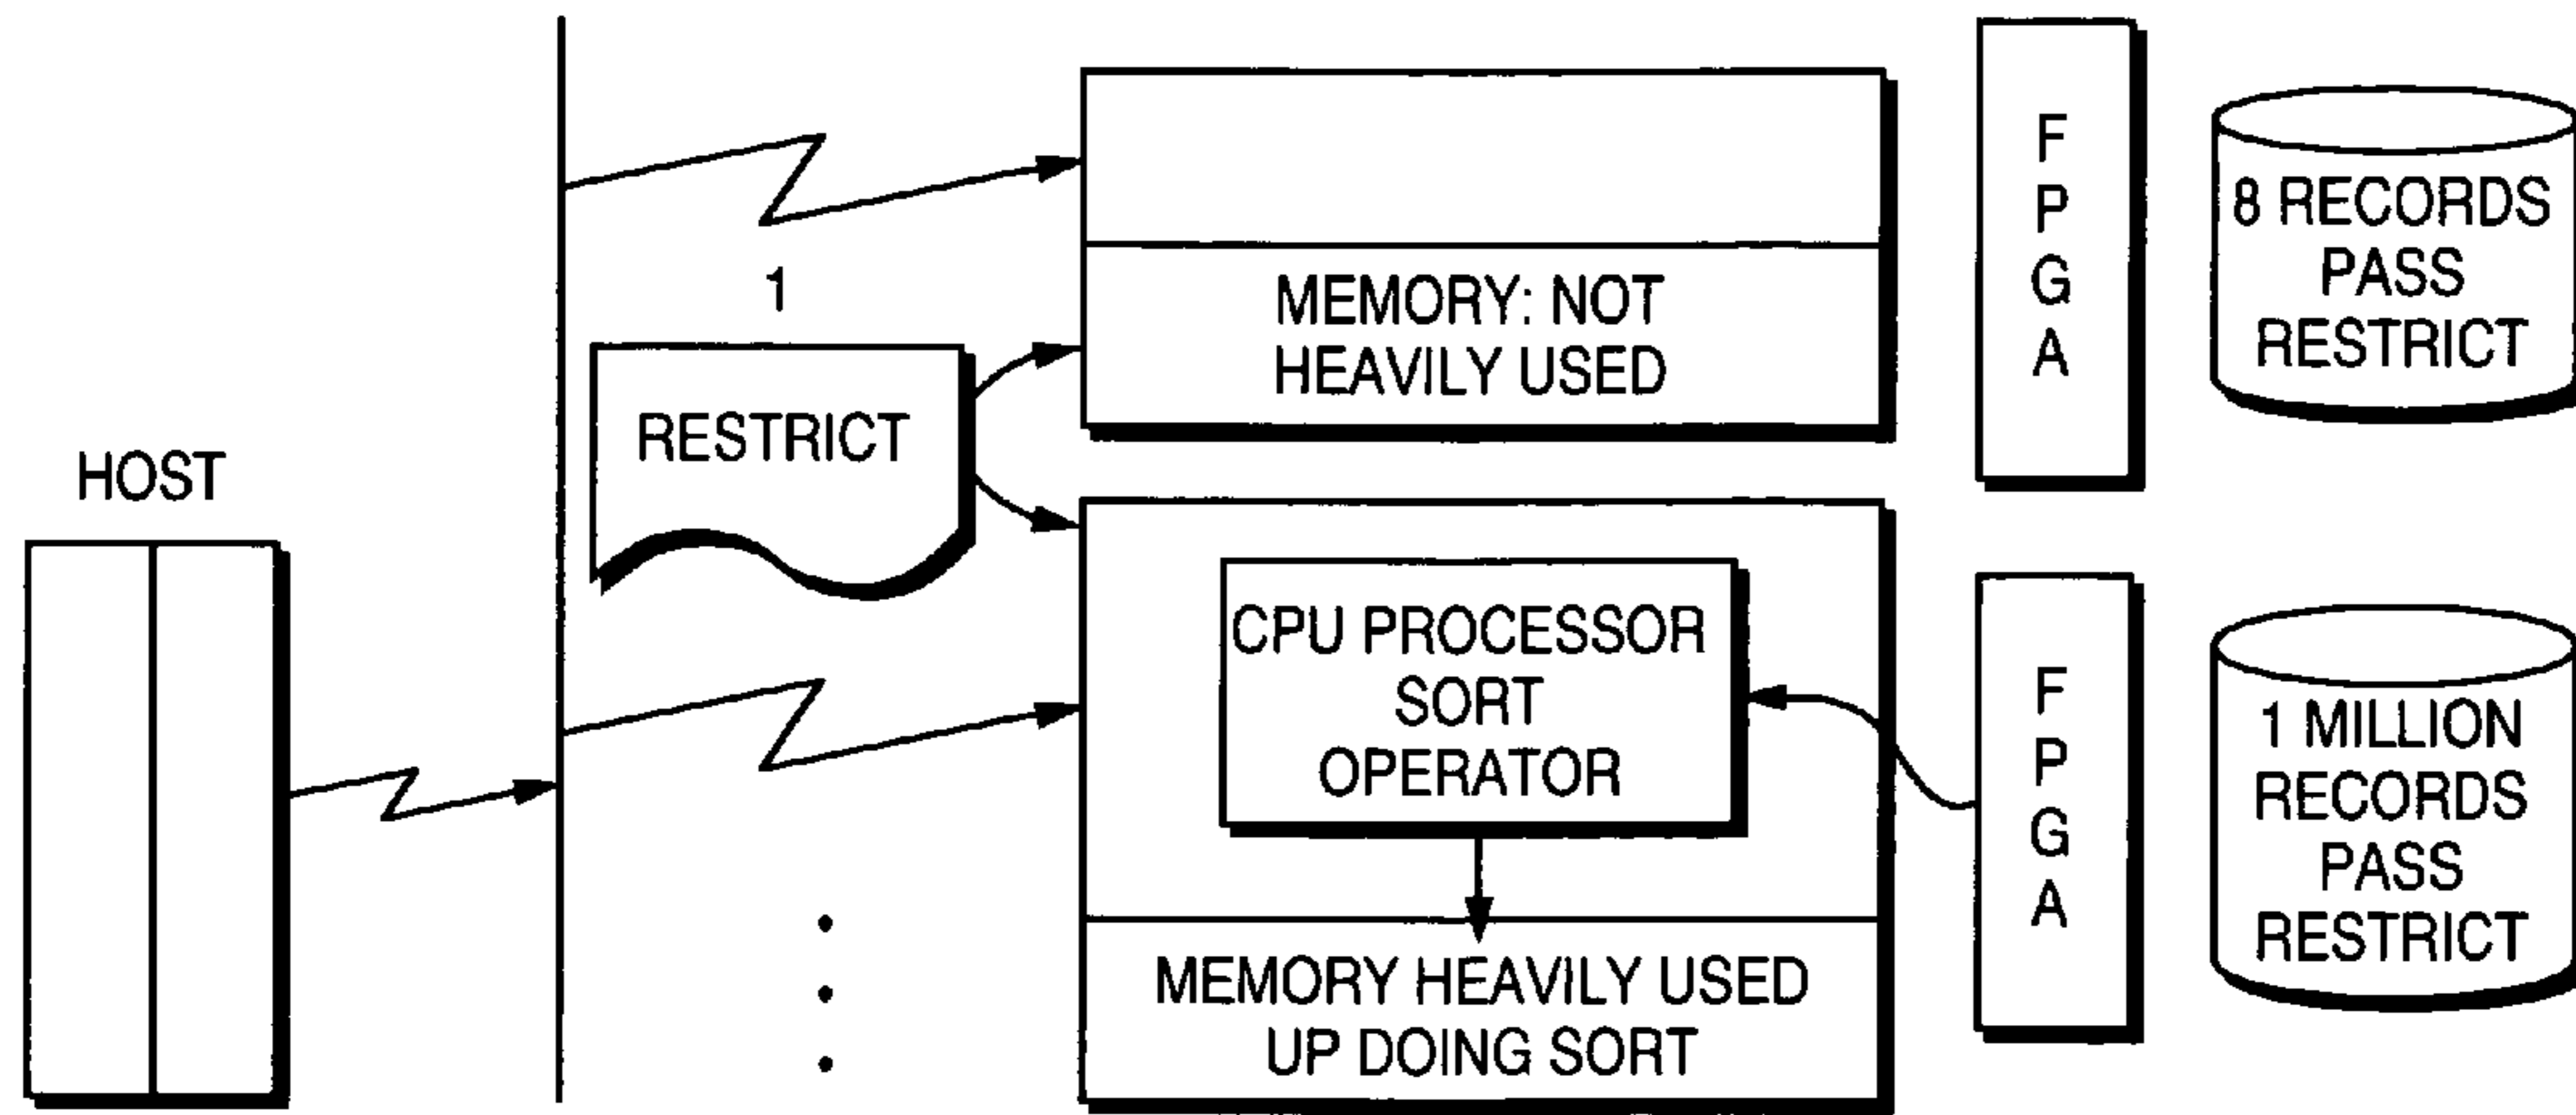 HOST
1
RESTRICT
MEMORY: NOT
HEAVILY USED
F
P
G
A
8 RECORDS
PASS
RESTRICT
CPU PROCESSOR
SORT
OPERATOR
MEMORY HEAVILY USED
UP DOING SORT
F
P
G
A
1 MILLION
RECORDS
PASS
RESTRICT